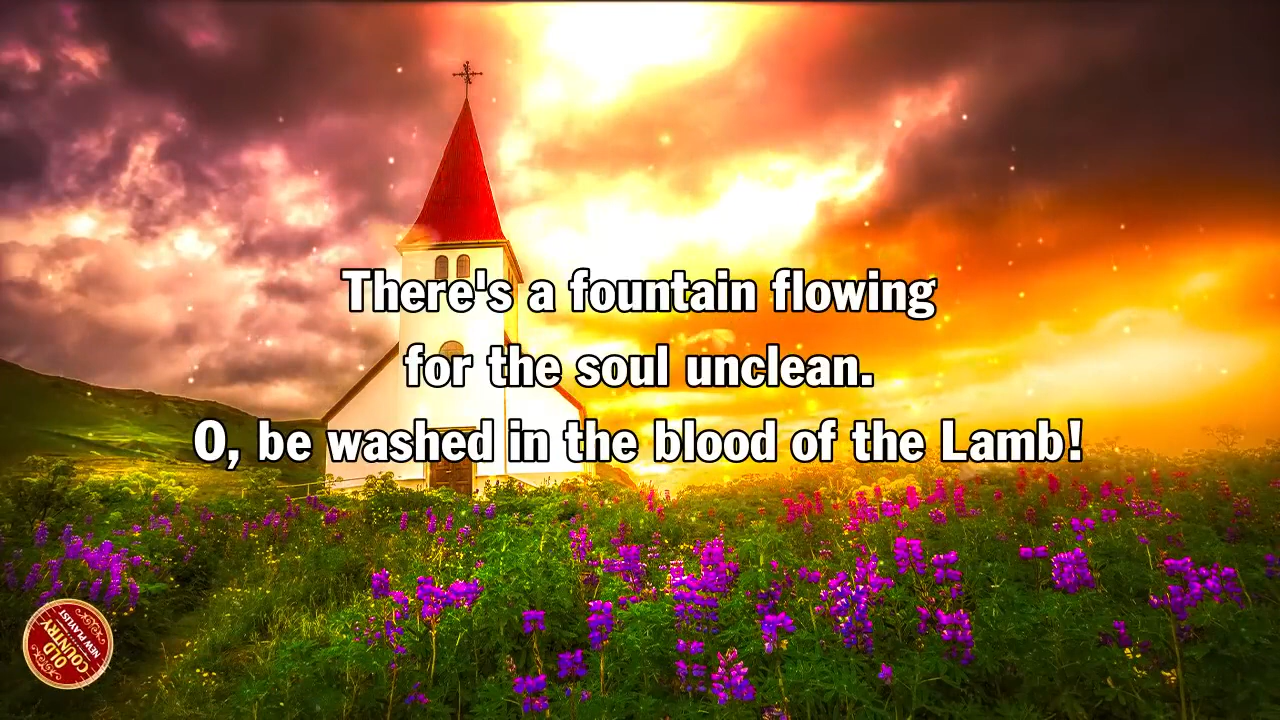 There's a fountain flowing
for the soul unclean.
O, be washed in the blood of the Lamb!
OLD
COUNTRY
NEW PLAYLIST